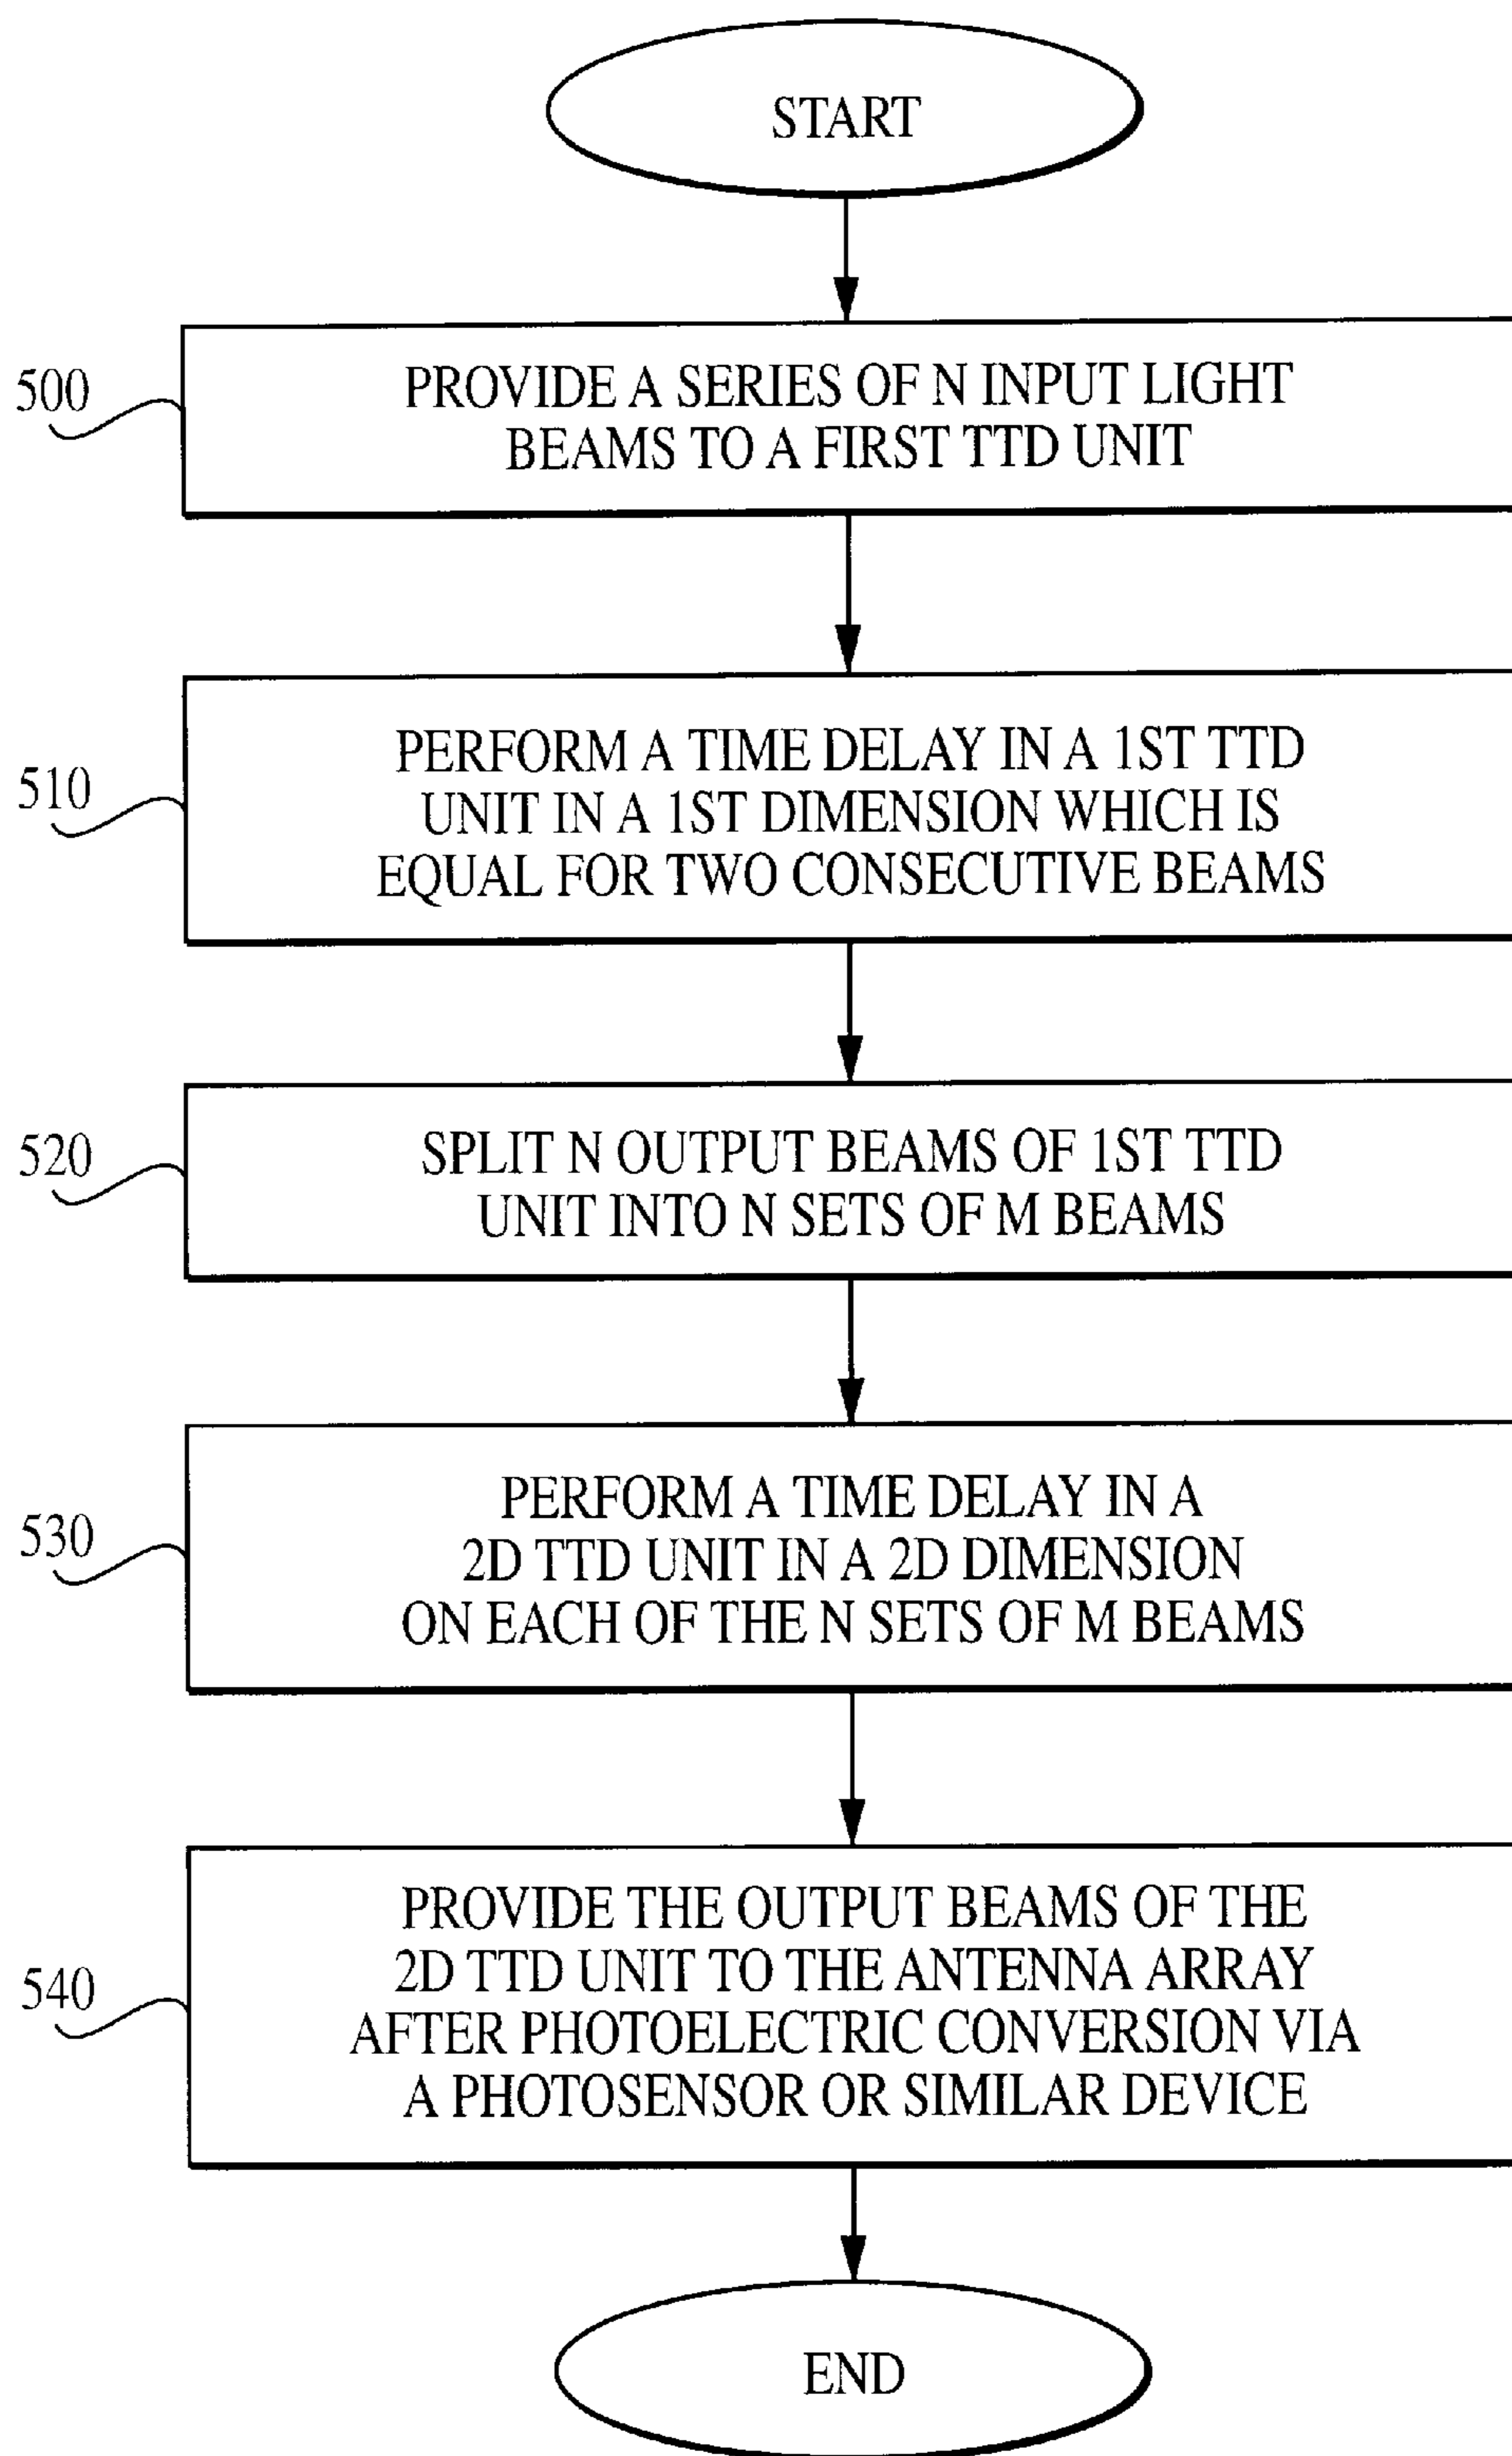 START
500
PROVIDE A SERIES OF N INPUT LIGHT
BEAMS TO A FIRST TTD UNIT
510
PERFORM A TIME DELAY IN A 1ST TTD
UNIT IN A 1ST DIMENSION WHICH IS
EQUAL FOR TWO CONSECUTIVE BEAMS
520
SPLIT N OUTPUT BEAMS OF 1ST TTD
UNIT INTO N SETS OF M BEAMS
530
PERFORM A TIME DELAY IN A
2D TTD UNIT IN A 2D DIMENSION
ON EACH OF THE N SETS OF M BEAMS
540
PROVIDE THE OUTPUT BEAMS OF THE
2D TTD UNIT TO THE ANTENNA ARRAY
AFTER PHOTOELECTRIC CONVERSION VIA
A PHOTOSENSOR OR SIMILAR DEVICE
END